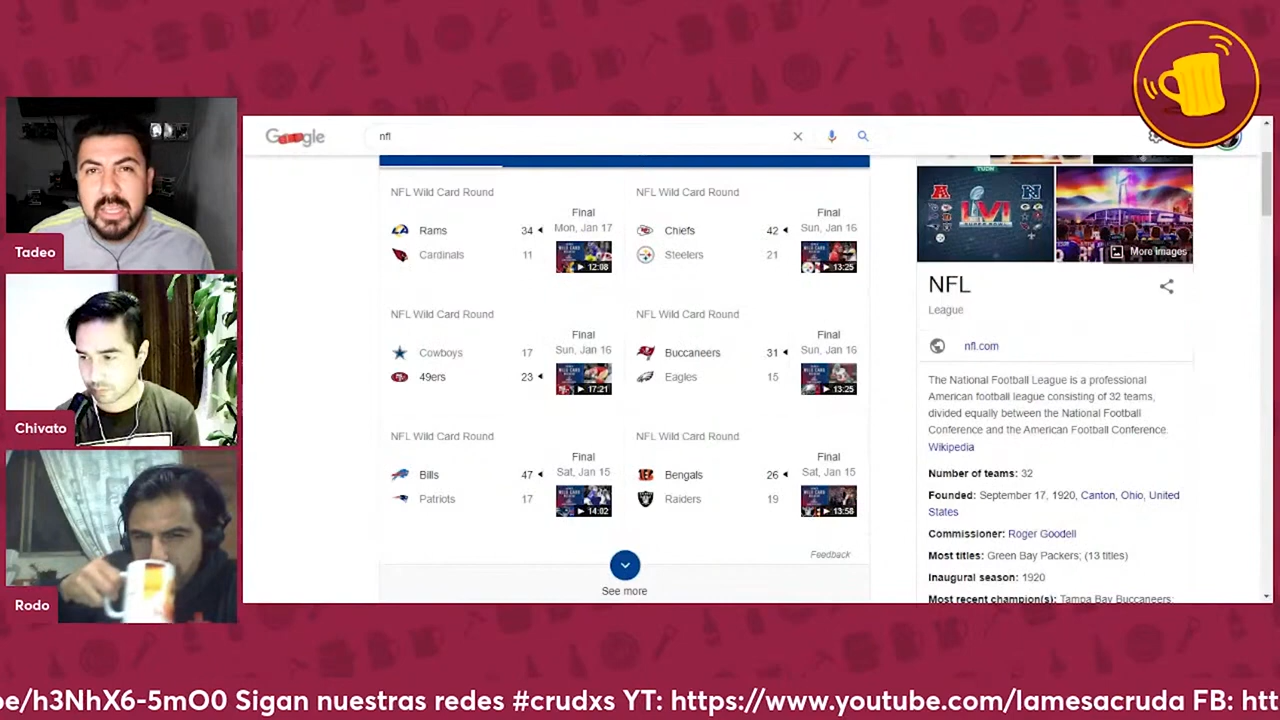 Tadeo
Chivato
Rodo
Google
nfl
NFL Wild Card Round
Rams 34
Cardinals 11
Final
Mon, Jan 17
12:08
NFL Wild Card Round
Chiefs 42
Steelers 21
Final
Sun, Jan 16
13:25
NFL Wild Card Round
Cowboys 17
49ers 23
Final
Sun, Jan 16
17:21
NFL Wild Card Round
Buccaneers 31
Eagles 15
Final
Sun, Jan 16
13:25
NFL Wild Card Round
Bills 47
Patriots 17
Final
Sat, Jan 15
14:02
NFL Wild Card Round
Bengals 26
Raiders 19
Final
Sat, Jan 15
13:58
Feedback
See more
TUDN
LVI
More images
NFL
League
nfl.com
The National Football League is a professional
American football league consisting of 32 teams,
divided equally between the National Football
Conference and the American Football Conference.
Wikipedia
Number of teams: 32
Founded: September 17, 1920, Canton, Ohio, United
States
Commissioner: Roger Goodell
Most titles: Green Bay Packers; (13 titles)
Inaugural season: 1920
Most recent champion(s): Tampa Bay Buccaneers;
be/h3NhX6-5mO0 Sigan nuestras redes #crudxs YT: https://www.youtube.com/lamesacruda FB: htt